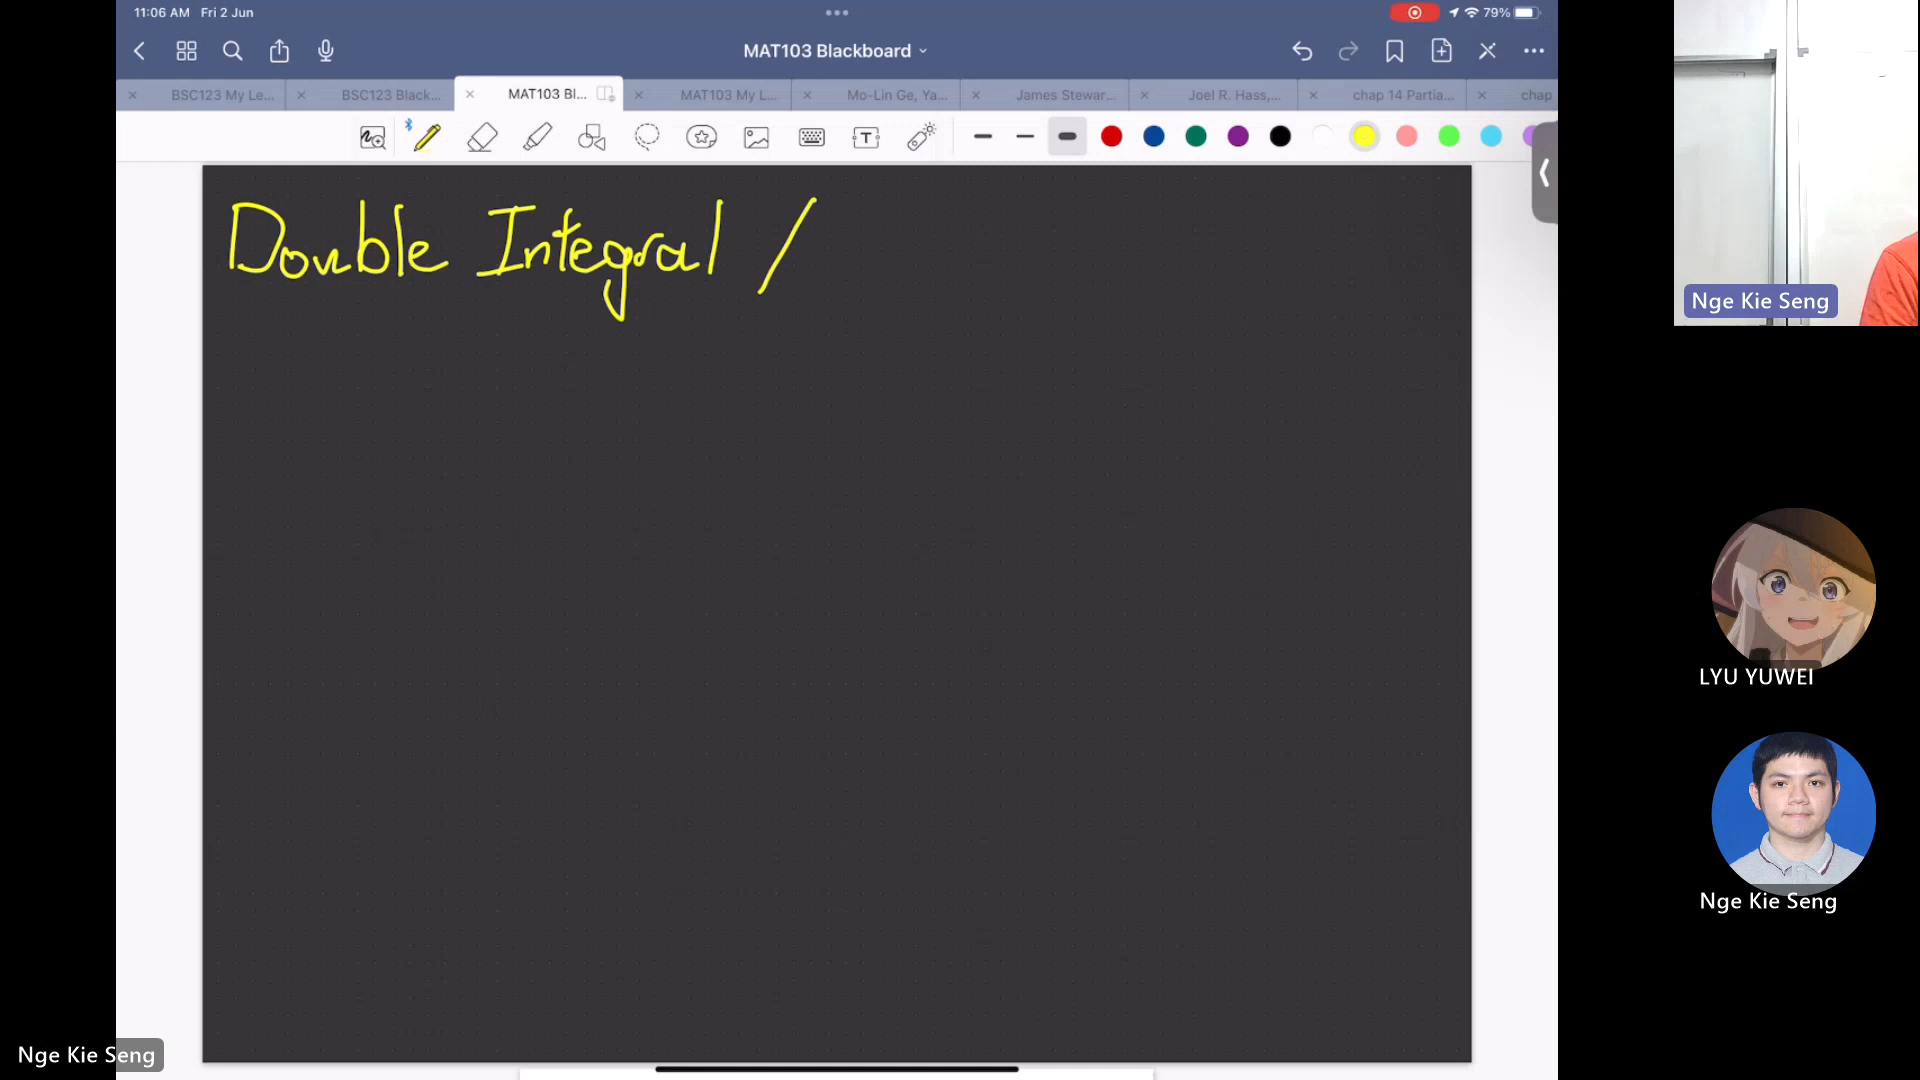 11:06 AM Fri 2 Jun
79%
MAT103 Blackboard
BSC123 My Le...
BSC123 Black...
MAT103 Bl...
MAT103 My L...
Mo-Lin Ge, Ya...
James Stewar...
Joel R. Hass,...
chap 14 Partia...
chap
Double Integral /
Nge Kie Seng
LYU YUWEI
Nge Kie Seng
Nge Kie Seng